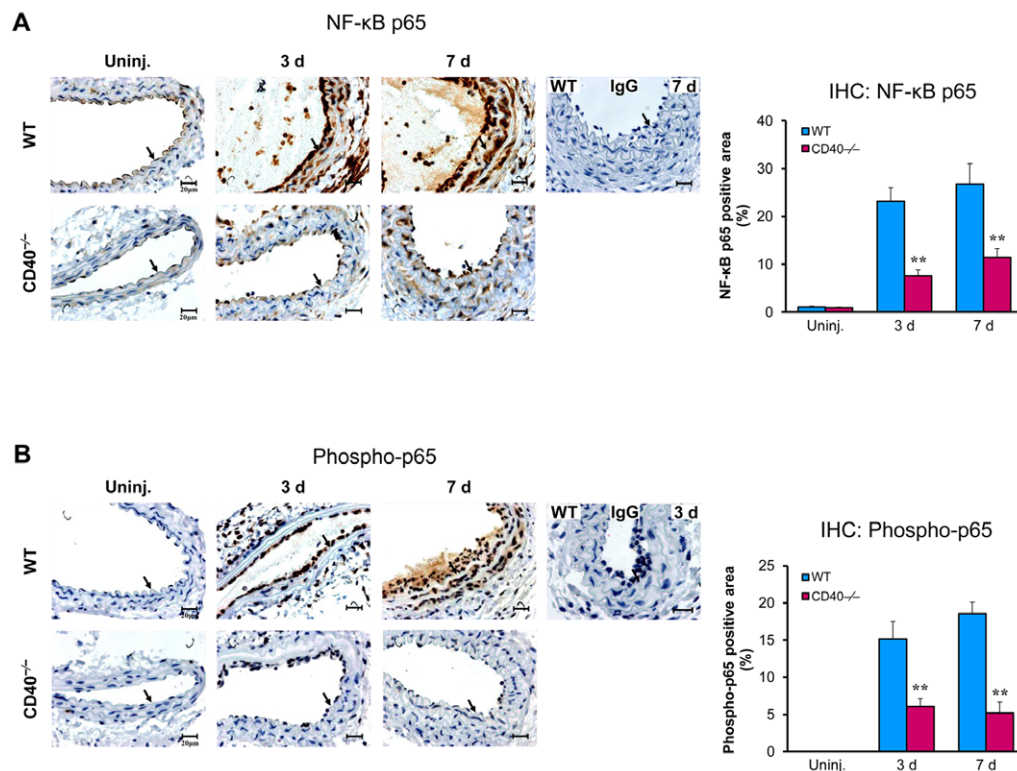 A
NF-κB p65
Uninj.
3 d
7 d
WT
IgG
7 d
WT
20μm
CD40⁻/⁻
20μm
IHC: NF-κB p65
WT
CD40–/–
NF-κB p65 positive area
(%)
40
30
20
10
0
**
**
Uninj.
3 d
7 d
B
Phospho-p65
Uninj.
3 d
7 d
WT
IgG
3 d
WT
20μm
CD40⁻/⁻
20μm
IHC: Phospho-p65
WT
CD40–/–
Phospho-p65 positive area
(%)
25
20
15
10
5
0
**
**
Uninj.
3 d
7 d